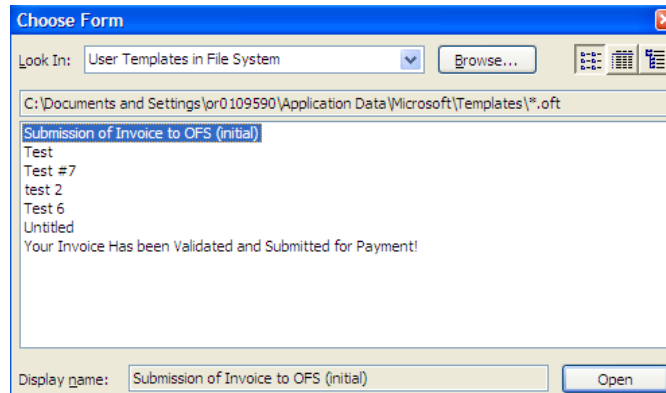 Choose Form
Look In: User Templates in File System Browse...
C:\Documents and Settings\or0109590\Application Data\Microsoft\Templates\*.oft
Submission of Invoice to OFS (initial)
Test
Test #7
test 2
Test 6
Untitled
Your Invoice Has been Validated and Submitted for Payment!
Display name: Submission of Invoice to OFS (initial) Open